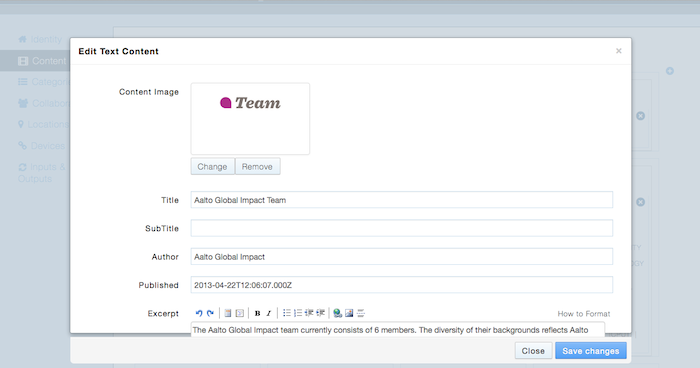 Edit Text Content
×
Identity
Content
Locations
Devices
Inputs &
Outputs
Content Image
Team
Change
Remove
Title
Aalto Global Impact Team
SubTitle
Author
Aalto Global Impact
Published
2013-04-22T12:06:07.000Z
Excerpt
B I
How to Format
The Aalto Global Impact team currently consists of 6 members. The diversity of their backgrounds reflects Aalto
Close
Save changes